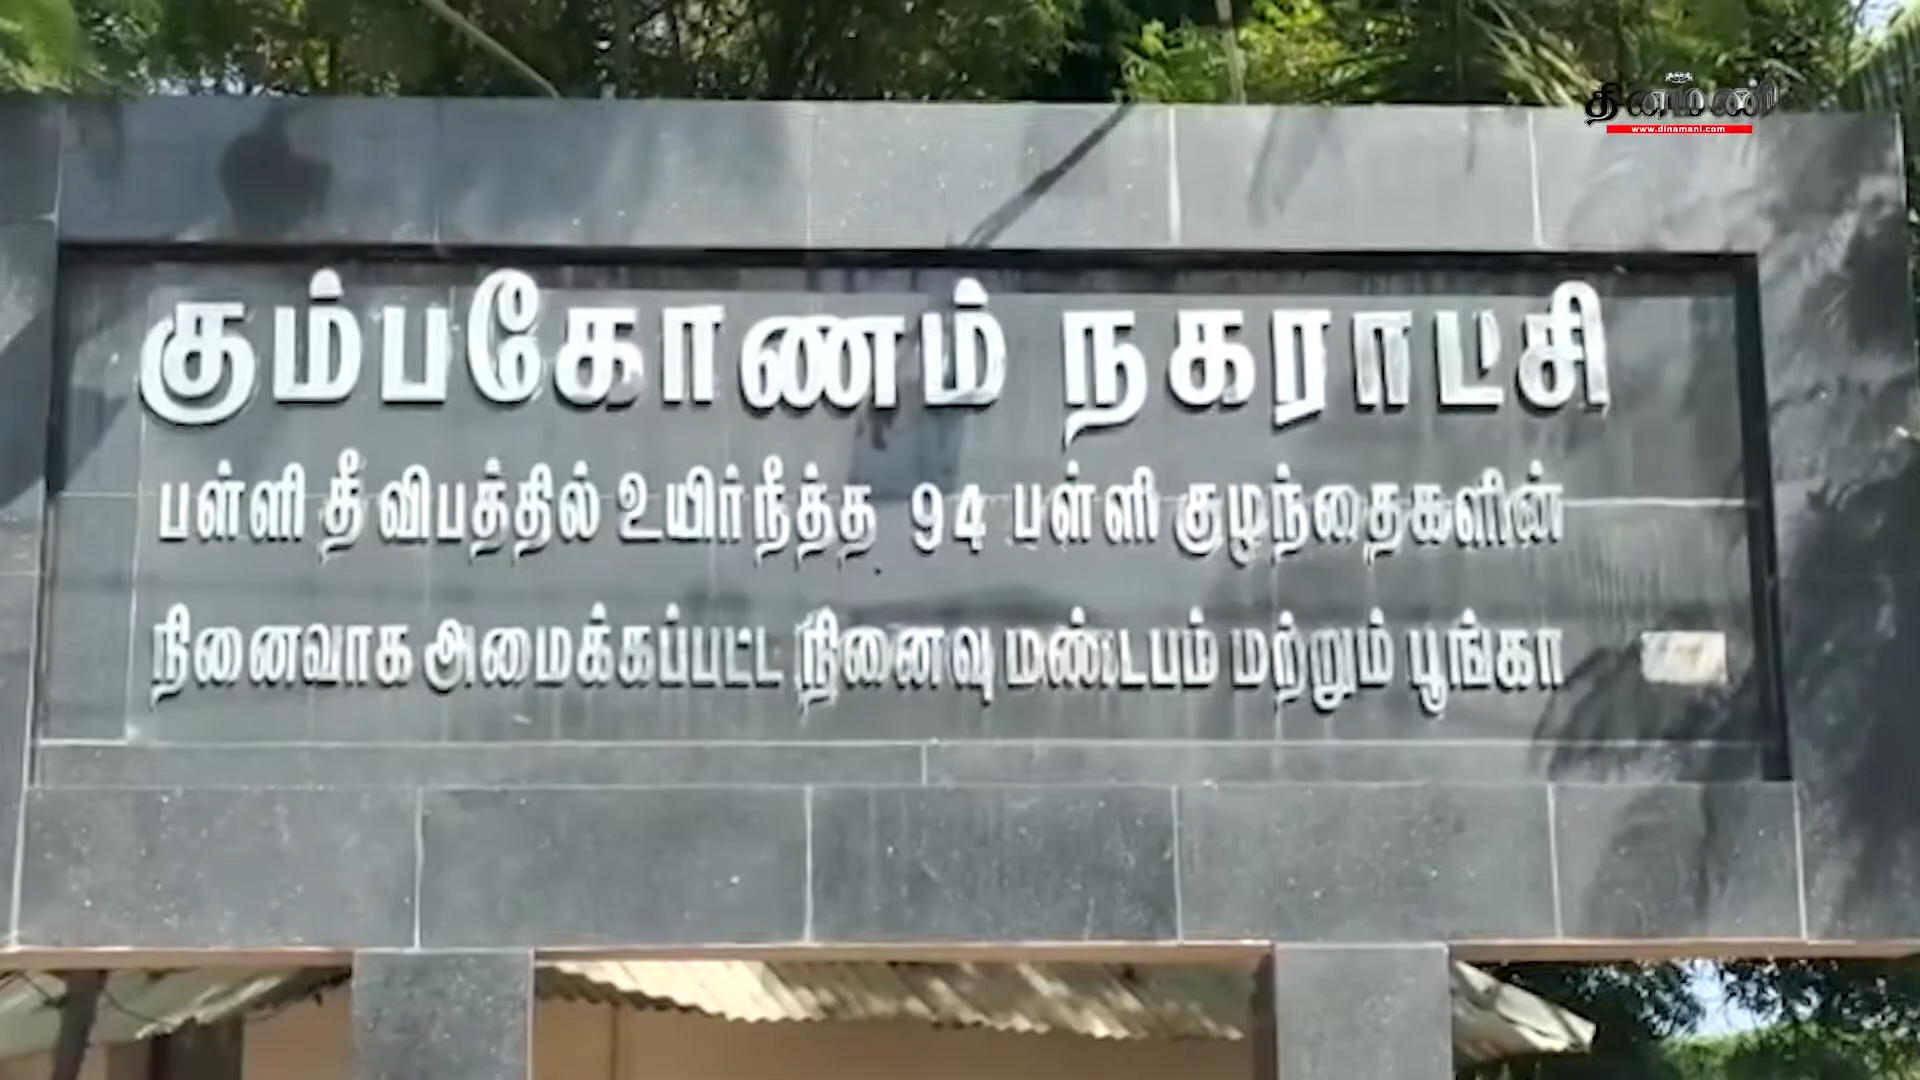 தினமணி
www.dinamani.com
கும்பகோணம் நகராட்சி
பள்ளி தீ விபத்தில் உயிர்நீத்த 94 பள்ளி குழந்தைகளின்
நினைவாக அமைக்கப்பட்ட நினைவு மண்டபம் மற்றும் பூங்கா